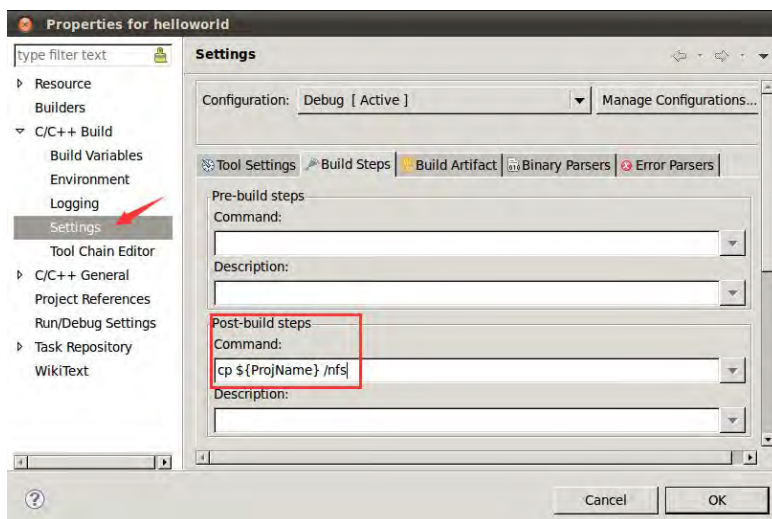 Properties for helloworld
type filter text
Settings
Resource
Builders
C/C++ Build
Build Variables
Environment
Logging
Settings
Tool Chain Editor
C/C++ General
Project References
Run/Debug Settings
Task Repository
WikiText
Configuration: Debug [ Active ]
Manage Configurations...
Tool Settings Build Steps Build Artifact Binary Parsers Error Parsers
Pre-build steps
Command:
Description:
Post-build steps
Command:
cp ${ProjName} /nfs
Description:
Cancel OK